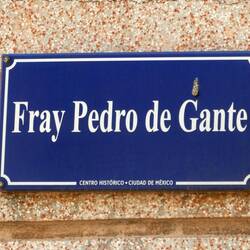 Fray Pedro de Gante
CENTRO HISTÓRICO • CIUDAD DE MÉXICO